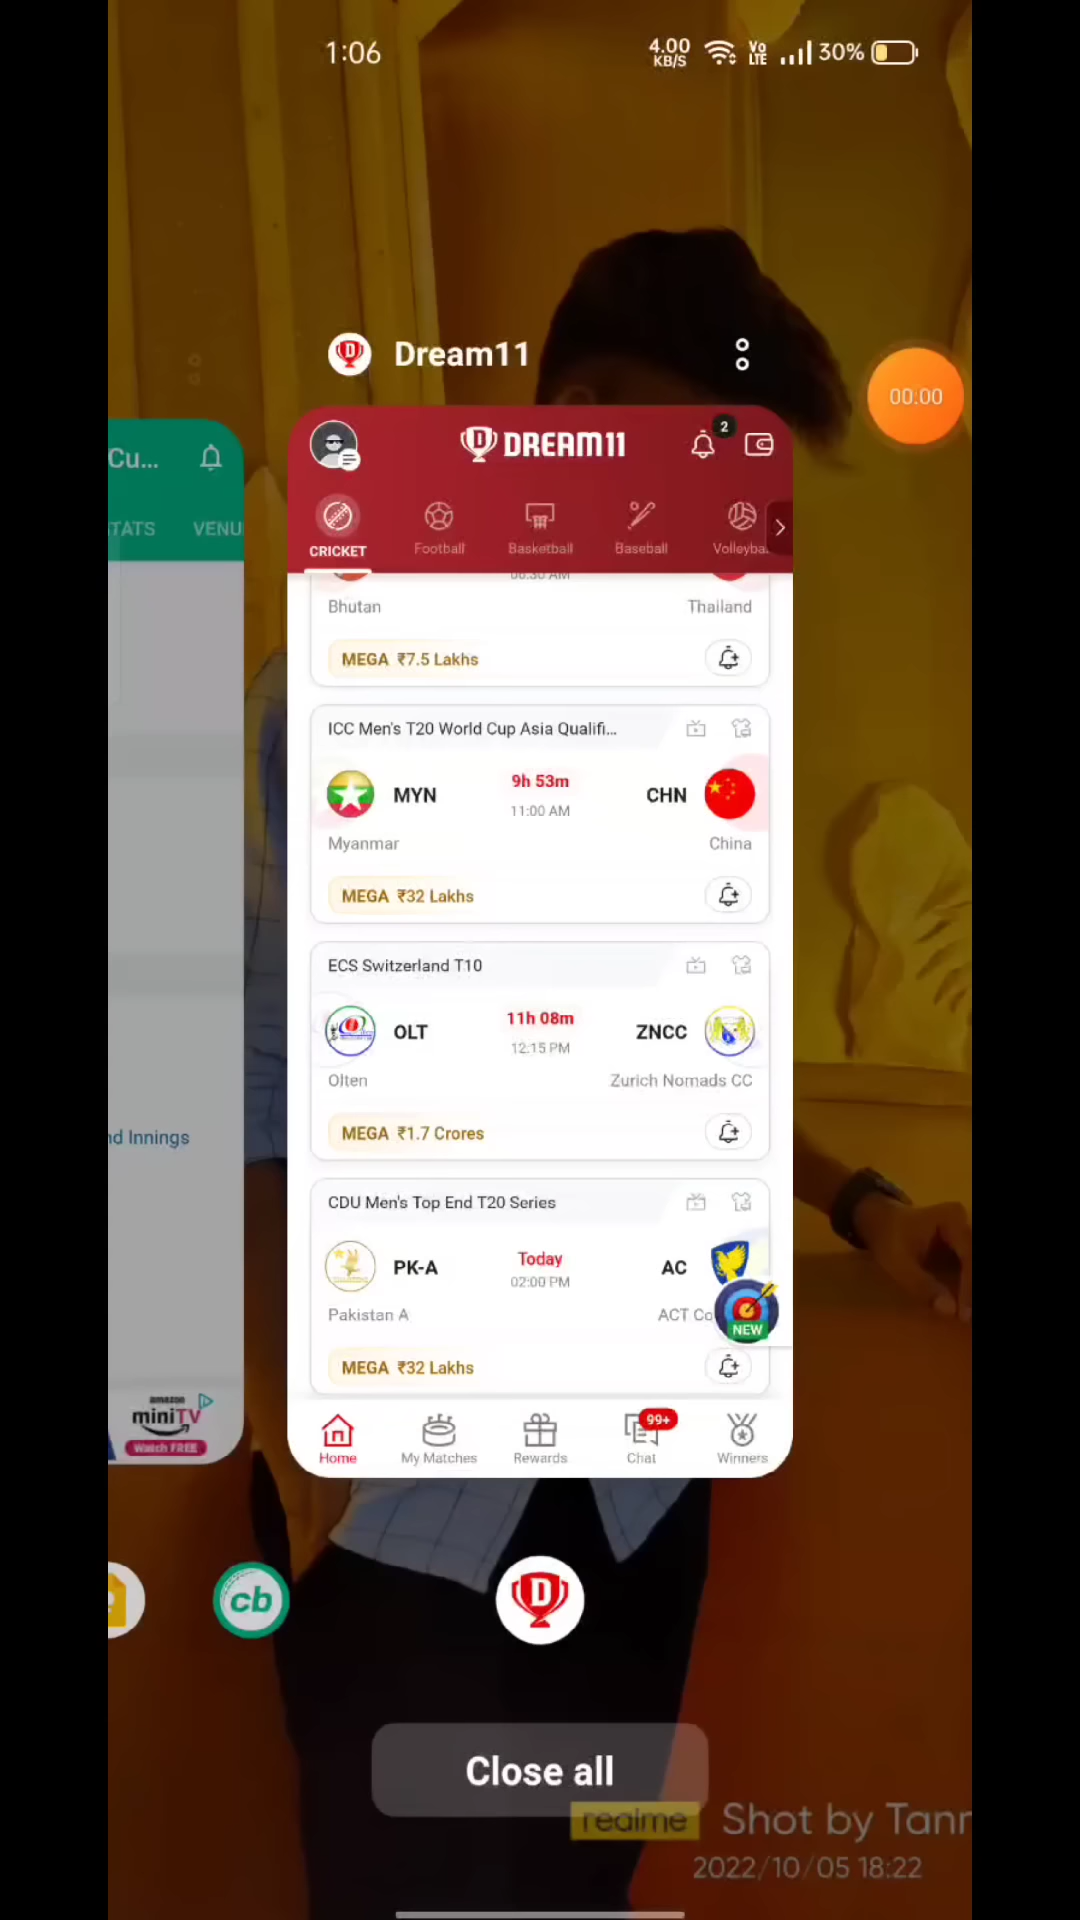 1:06
4.00 KB/S
Vo LTE
30%
Dream11
00:00
Cu...
TATS VENU
nd Innings
amazon
miniTV
Watch FREE
DREAM11
2
CRICKET
Football
Basketball
Baseball
Volleyba
Bhutan
Thailand
MEGA ₹7.5 Lakhs
ICC Men's T20 World Cup Asia Qualifi...
MYN
9h 53m
CHN
11:00 AM
Myanmar
China
MEGA ₹32 Lakhs
ECS Switzerland T10
OLT
11h 08m
ZNCC
12:15 PM
Olten
Zurich Nomads CC
MEGA ₹1.7 Crores
CDU Men's Top End T20 Series
PK-A
Today
AC
02:00 PM
Pakistan A
ACT Co
NEW
MEGA ₹32 Lakhs
Home
My Matches
Rewards
99+
Chat
Winners
cb
Close all
realme Shot by Tan
2022/10/05 18:22